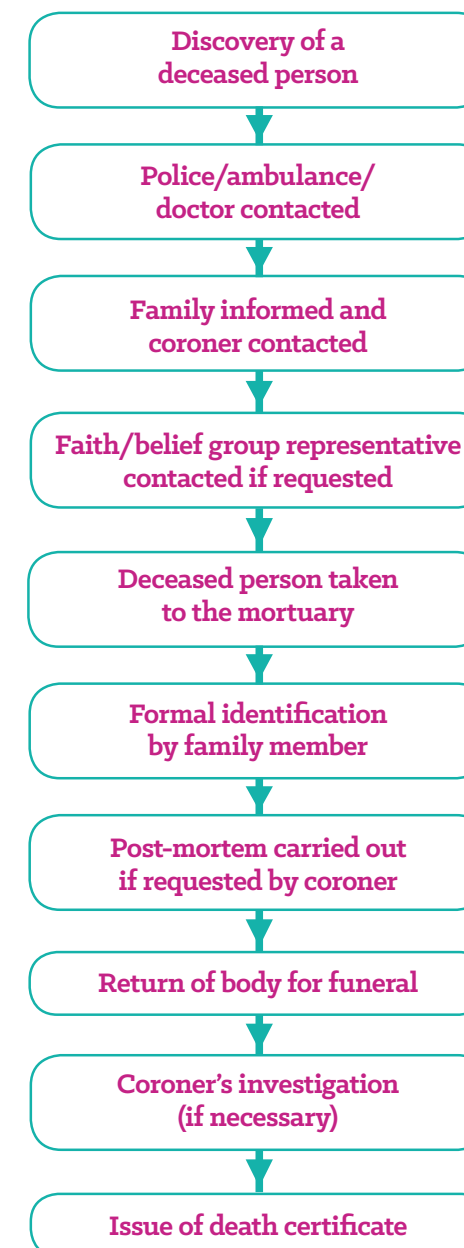 Discovery of a
deceased person
Police/ambulance/
doctor contacted
Family informed and
coroner contacted
Faith/belief group representative
contacted if requested
Deceased person taken
to the mortuary
Formal identification
by family member
Post-mortem carried out
if requested by coroner
Return of body for funeral
Coroner’s investigation
(if necessary)
Issue of death certificate